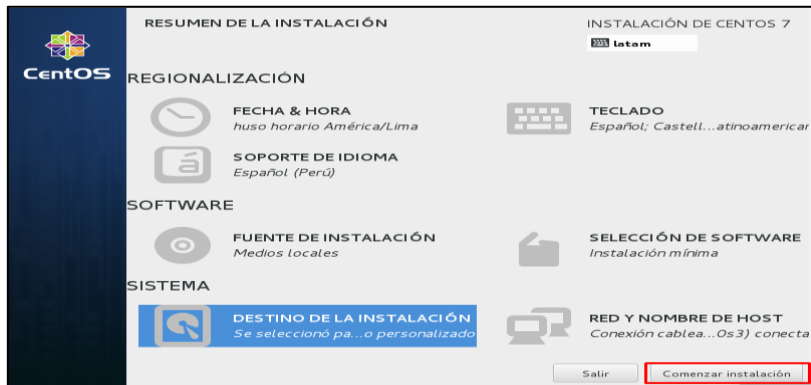 RESUMEN DE LA INSTALACIÓN
INSTALACIÓN DE CENTOS 7
latam
CentOS
REGIONALIZACIÓN
FECHA & HORA
huso horario América/Lima
TECLADO
Español; Castell...atinoamerican
SOPORTE DE IDIOMA
Español (Perú)
SOFTWARE
FUENTE DE INSTALACIÓN
Medios locales
SELECCIÓN DE SOFTWARE
Instalación mínima
SISTEMA
DESTINO DE LA INSTALACIÓN
Se seleccionó pa...o personalizado
RED Y NOMBRE DE HOST
Conexión cablea...0s3) conecta
Salir
Comenzar instalación